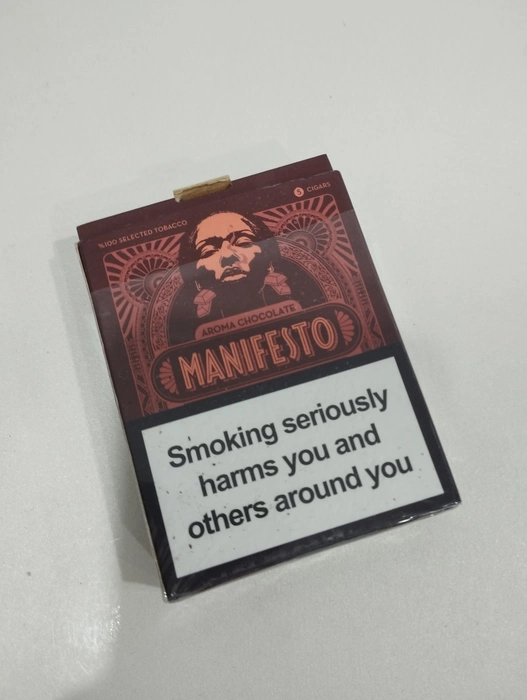 %100 SELECTED TOBACCO
5 CIGARS
AROMA CHOCOLATE
MANIFESTO
Smoking seriously
harms you and
others around you